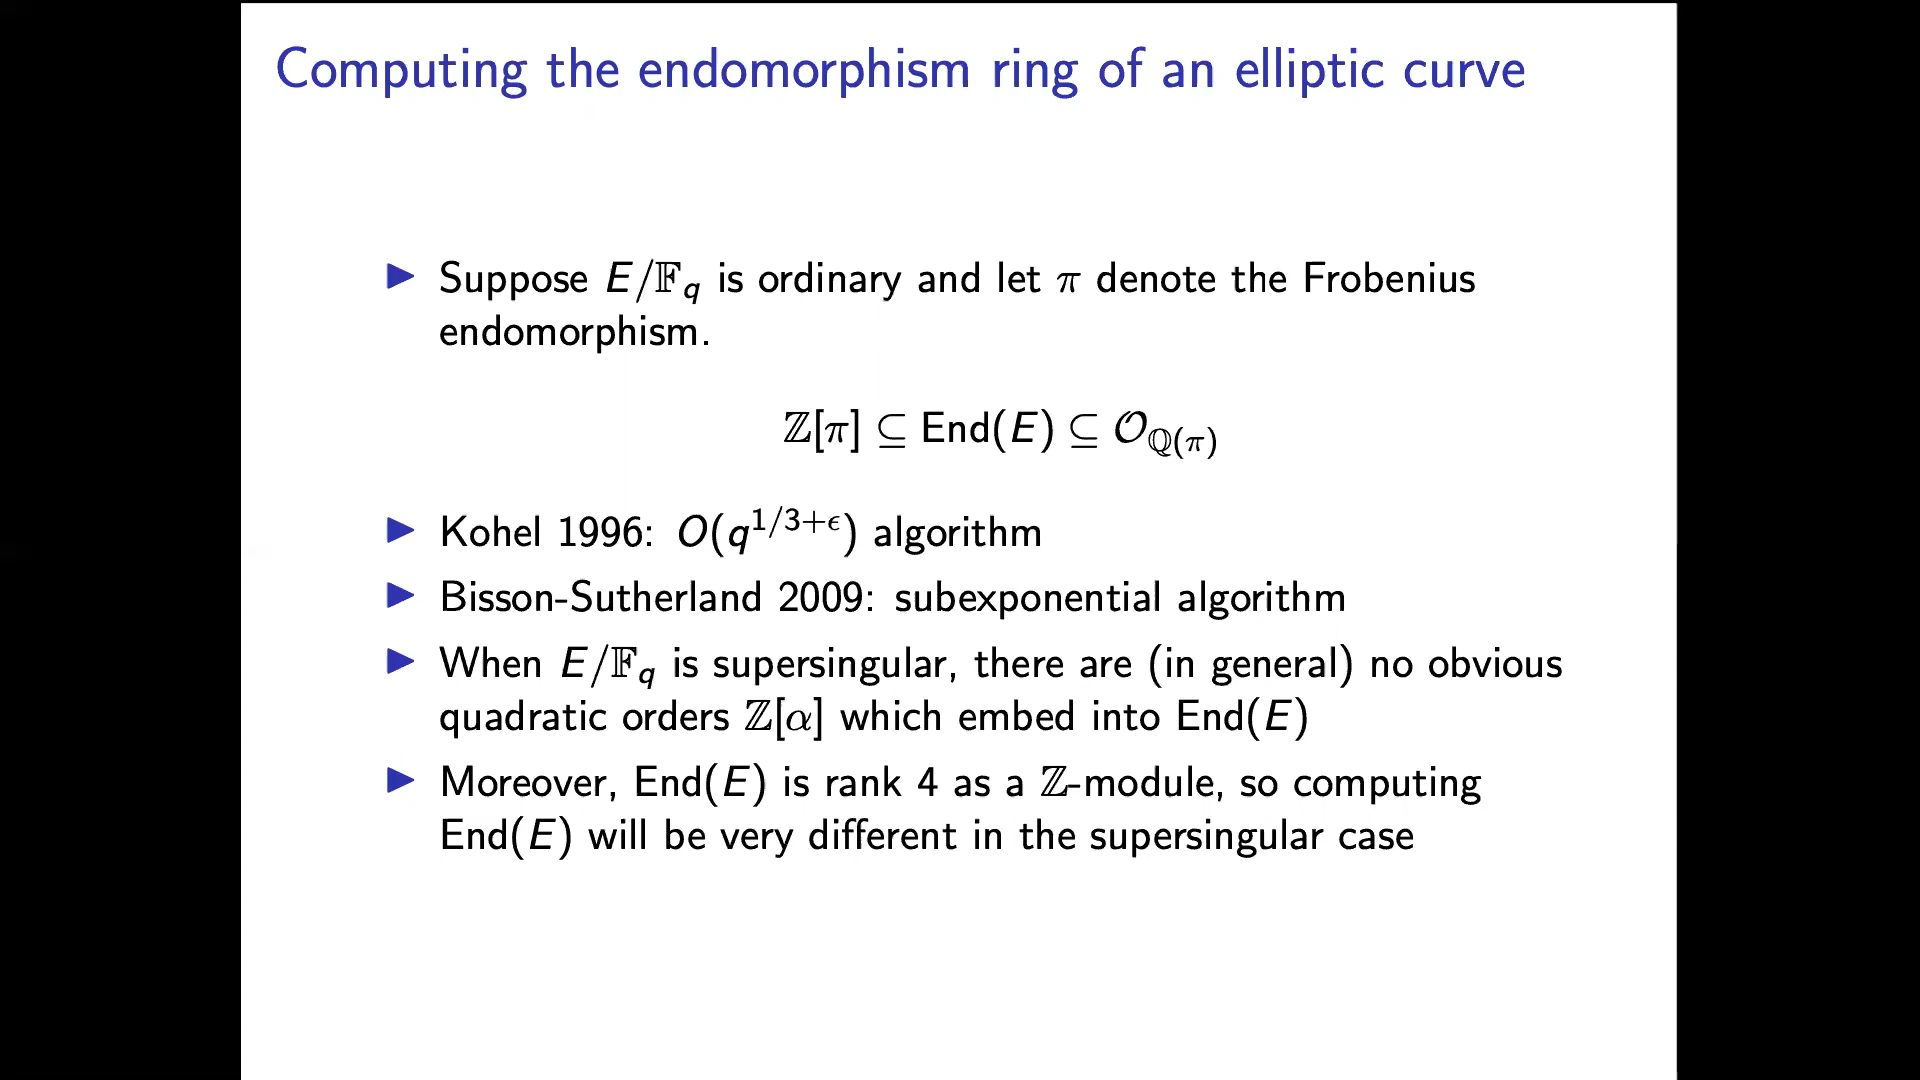 Computing the endomorphism ring of an elliptic curve
▶ Suppose E/𝔽_q is ordinary and let π denote the Frobenius
endomorphism.
ℤ[π] ⊆ End(E) ⊆ 𝒪_{ℚ(π)}
▶ Kohel 1996: O(q^{1/3+ϵ}) algorithm
▶ Bisson-Sutherland 2009: subexponential algorithm
▶ When E/𝔽_q is supersingular, there are (in general) no obvious
quadratic orders ℤ[α] which embed into End(E)
▶ Moreover, End(E) is rank 4 as a ℤ-module, so computing
End(E) will be very different in the supersingular case